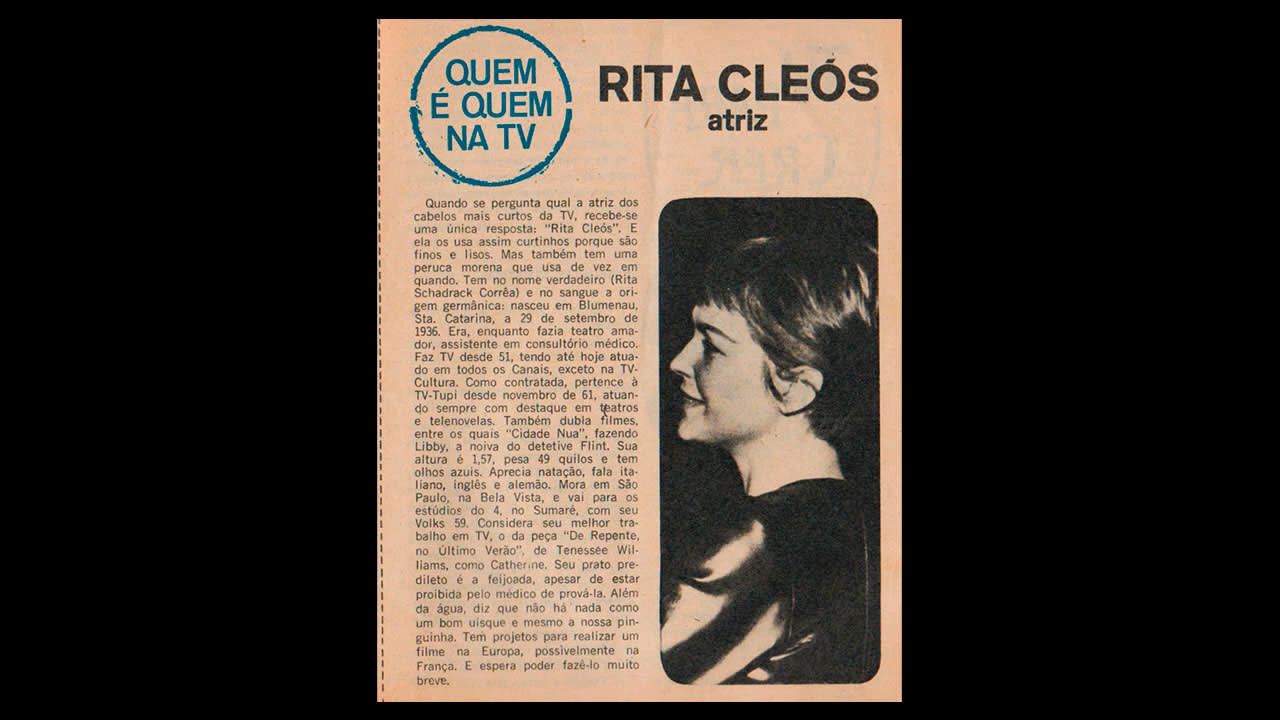 QUEM
É QUEM
NA TV
RITA CLEÓS
atriz
Quando se pergunta qual a atriz dos
cabelos mais curtos da TV, recebe-se
uma única resposta: “Rita Cleós”. E
ela os usa assim curtinhos porque são
finos e lisos. Mas também tem uma
peruca morena que usa de vez em
quando. Tem no nome verdadeiro (Rita
Schadrack Corrêa) e no sangue a ori-
gem germânica: nasceu em Blumenau,
Sta. Catarina, a 29 de setembro de
1936. Era, enquanto fazia teatro ama-
dor, assistente em consultório médico.
Faz TV desde 51, tendo até hoje atua-
do em todos os Canais, exceto na TV-
Cultura. Como contratada, pertence à
TV-Tupi desde novembro de 61, atuan-
do sempre com destaque em teatros
e telenovelas. Também dubla filmes,
entre os quais “Cidade Nua”, fazendo
Libby, a noiva do detetive Flint. Sua
altura é 1,57, pesa 49 quilos e tem
olhos azuis. Aprecia natação, fala ita-
liano, inglês e alemão. Mora em São
Paulo, na Bela Vista, e vai para os
estúdios do 4, no Sumaré, com seu
Volks 59. Considera seu melhor tra-
balho em TV, o da peça “De Repente,
no Último Verão”, de Tenessée Wil-
liams, como Catherine. Seu prato pre-
dileto é a feijoada, apesar de estar
proibida pelo médico de prová-la. Além
da água, diz que não há nada como
um bom uisque e mesmo a nossa pin-
guinha. Tem projetos para realizar um
filme na Europa, possìvelmente na
França. E espera poder fazê-lo muito
breve.